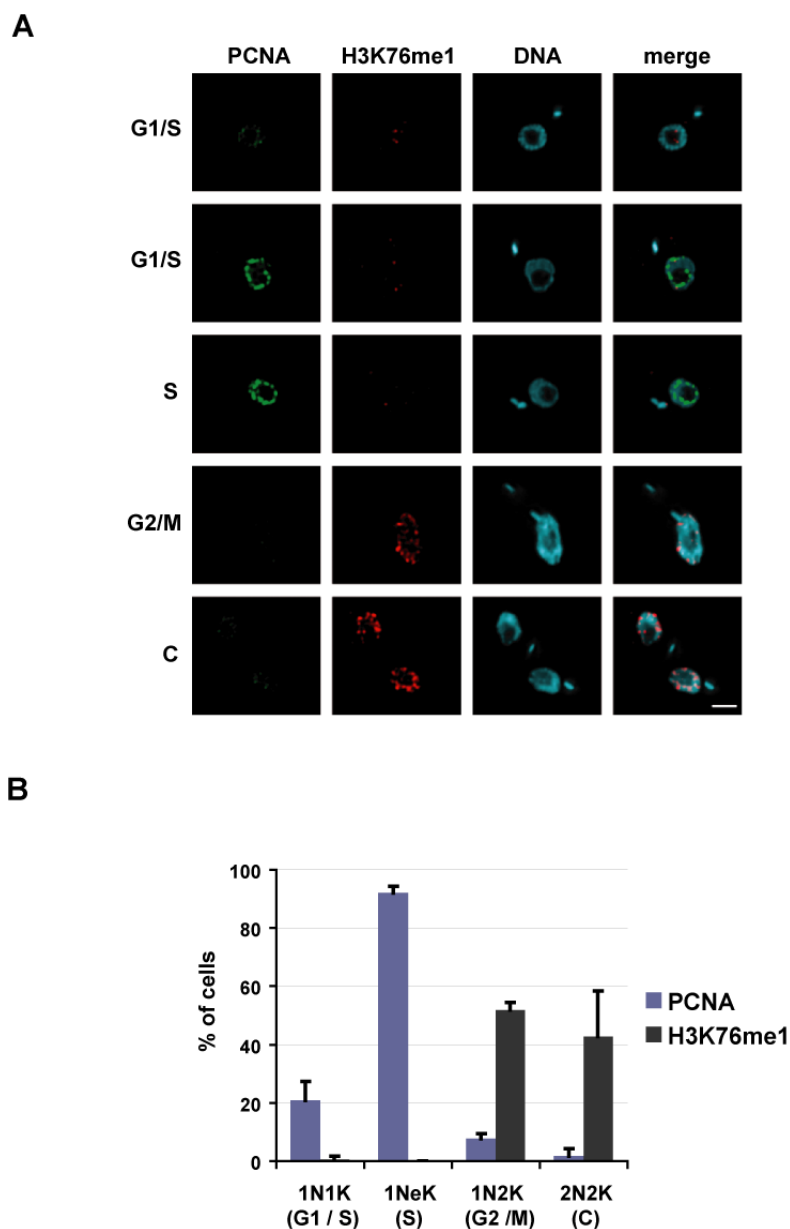 A
PCNA H3K76me1 DNA merge
G1/S
G1/S
S
G2/M
C
B
100
80
60
40
20
0
% of cells
PCNA
H3K76me1
1N1K 1NeK 1N2K 2N2K
(G1 / S) (S) (G2 /M) (C)